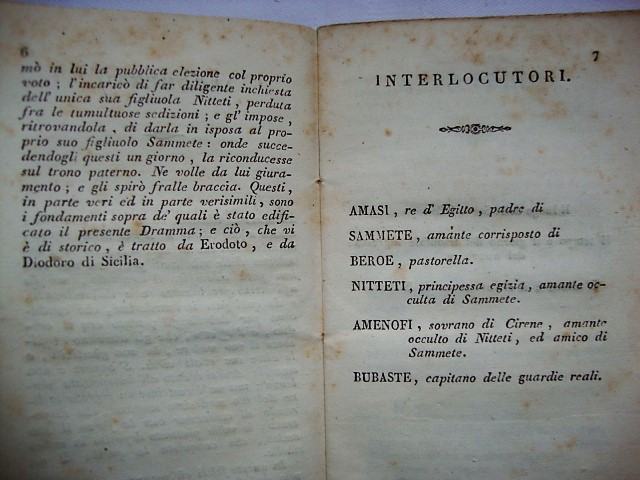 6
mò in lui la pubblica elezione col proprio
voto ; l'incaricò di far diligente inchiesta
dell' unica sua figliuola Nitteti , perduta
fra le tumultuose sedizioni ; e gl' impose ,
ritrovandola , di darla in isposa al pro-
prio suo figliuolo Sammete : onde succe-
dendogli questi un giorno , la riconducesse
sul trono paterno. Ne volle da lui giura-
mento ; e gli spirò fralle braccia. Questi ,
in parte veri ed in parte verisimili , sono
i fondamenti sopra de' quali è stato edifi-
cato il presente Dramma ; e ciò , che vi
è di storico , è tratto da Erodoto , e da
Diodoro di Sicilia.
7
INTERLOCUTORI.
AMASI , re d' Egitto , padre di
SAMMETE , amante corrisposto di
BEROE , pastorella.
NITTETI , principessa egizia , amante oc-
culta di Sammete.
AMENOFI , sovrano di Cirene , amante
occulto di Nitteti , ed amico di
Sammete.
BUBASTE , capitano delle guardie reali.